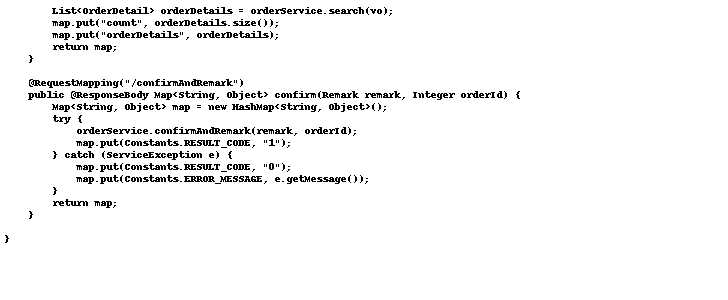 List<OrderDetail> orderDetails = orderService.search(vo);
        map.put("count", orderDetails.size());
        map.put("orderDetails", orderDetails);
        return map;
    }

    @RequestMapping("/confirmAndRemark")
    public @ResponseBody Map<String, Object> confirm(Remark remark, Integer orderId) {
        Map<String, Object> map = new HashMap<String, Object>();
        try {
            orderService.confirmAndRemark(remark, orderId);
            map.put(Constants.RESULT_CODE, "1");
        } catch (ServiceException e) {
            map.put(Constants.RESULT_CODE, "0");
            map.put(Constants.ERROR_MESSAGE, e.getMessage());
        }
        return map;
    }

}